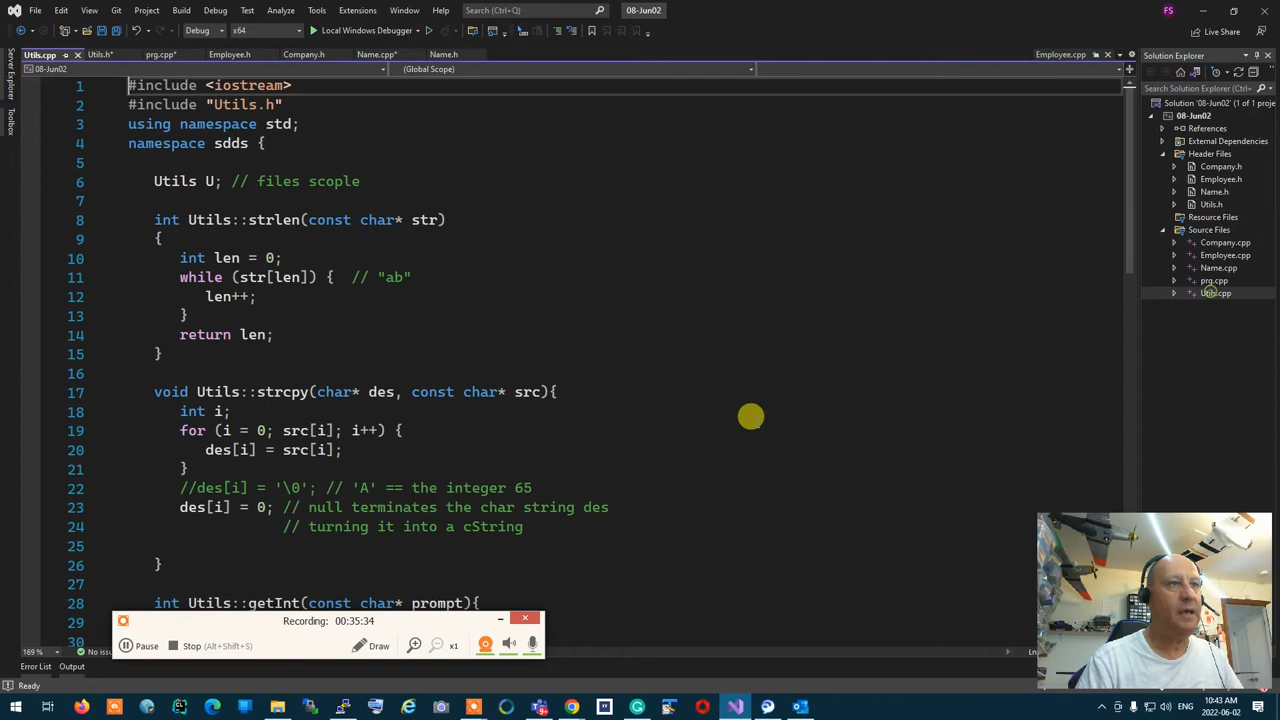 File Edit View Git Project Build Debug Test Analyze Tools Extensions Window Help Search (Ctrl+Q) 08-Jun02 FS
Debug x64 Local Windows Debugger Live Share
Utils.cpp Utils.h* prg.cpp* Employee.h Company.h Name.cpp* Name.h Employee.cpp
08-Jun02 (Global Scope)
Server Explorer
Toolbox
1 #include <iostream>
2 #include "Utils.h"
3 using namespace std;
4 namespace sdds {
5
6 Utils U; // files scople
7
8 int Utils::strlen(const char* str)
9 {
10 int len = 0;
11 while (str[len]) { // "ab"
12 len++;
13 }
14 return len;
15 }
16
17 void Utils::strcpy(char* des, const char* src){
18 int i;
19 for (i = 0; src[i]; i++) {
20 des[i] = src[i];
21 }
22 //des[i] = '\0'; // 'A' == the integer 65
23 des[i] = 0; // null terminates the char string des
24 // turning it into a cString
25
26 }
27
28 int Utils::getInt(const char* prompt){
29
30
Solution Explorer
Search Solution Explorer (Ctrl+
Solution '08-Jun02' (1 of 1 proj
08-Jun02
References
External Dependencies
Header Files
Company.h
Employee.h
Name.h
Utils.h
Resource Files
Source Files
Company.cpp
Employee.cpp
Name.cpp
prg.cpp
Utils.cpp
Recording: 00:35:34
Pause Stop (Alt+Shift+S) Draw x1
169 % No iss
Error List Output
Ready
ENG 10:43 AM
2022-06-02